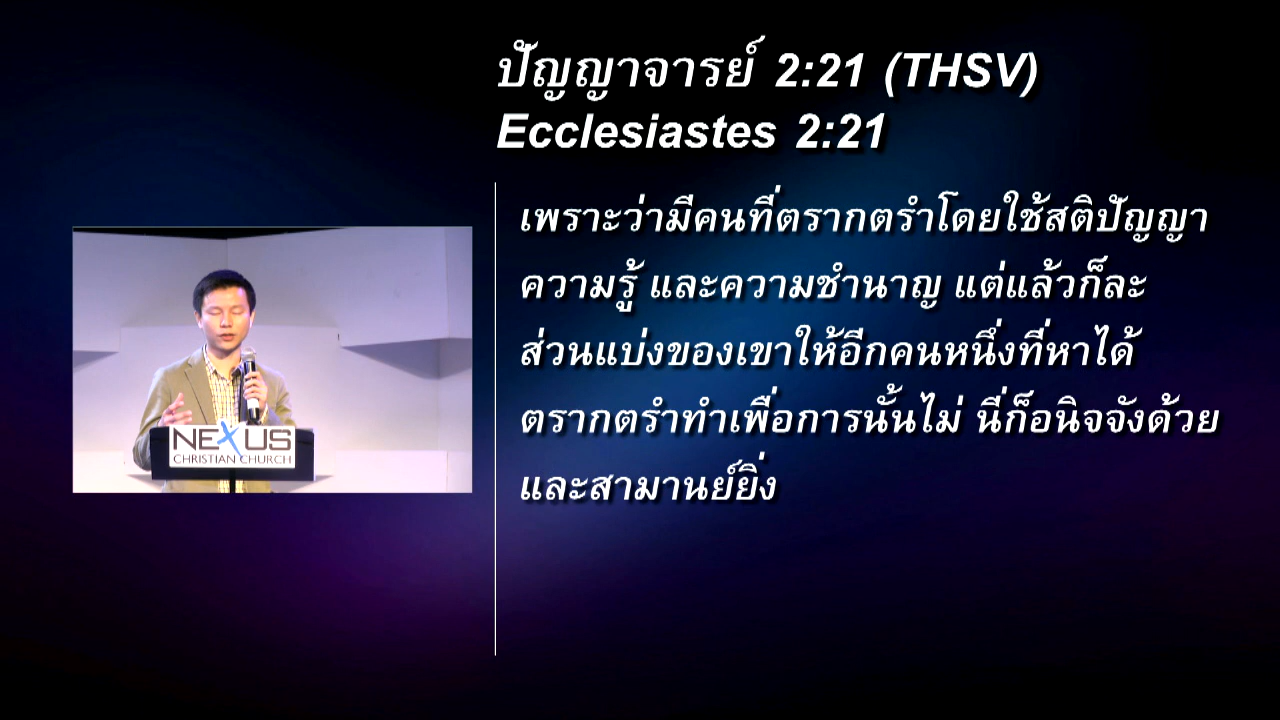 ปัญญาจารย์ 2:21 (THSV)
Ecclesiastes 2:21
เพราะว่ามีคนที่ตรากตรำโดยใช้สติปัญญา
ความรู้ และความชำนาญ แต่แล้วก็ละ
ส่วนแบ่งของเขาให้อีกคนหนึ่งที่หาได้
ตรากตรำทำเพื่อการนั้นไม่ นี่ก็อนิจจังด้วย
และสามานย์ยิ่ง
NEXUS
CHRISTIAN CHURCH